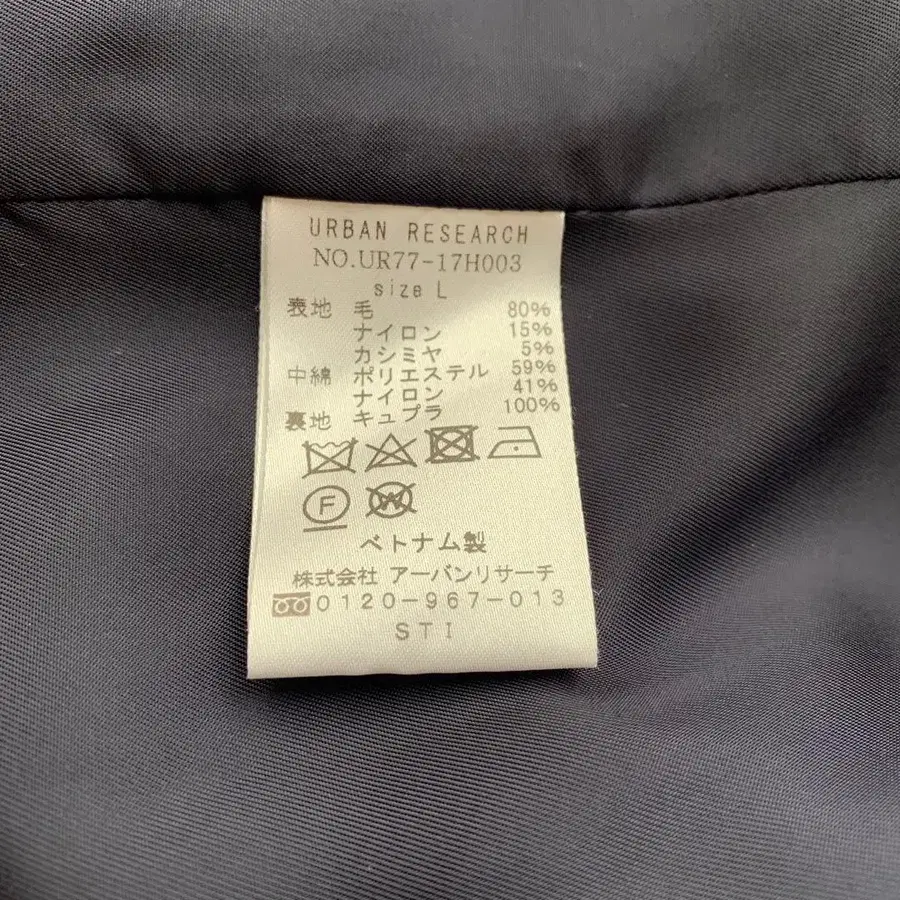 URBAN RESEARCH
NO.UR77-17H003
size L
表地 毛 80%
ナイロン 15%
カシミヤ 5%
中綿 ポリエステル 59%
ナイロン 41%
裏地 キュプラ 100%
F W
ベトナム製
株式会社 アーバンリサーチ
0120-967-013
STI